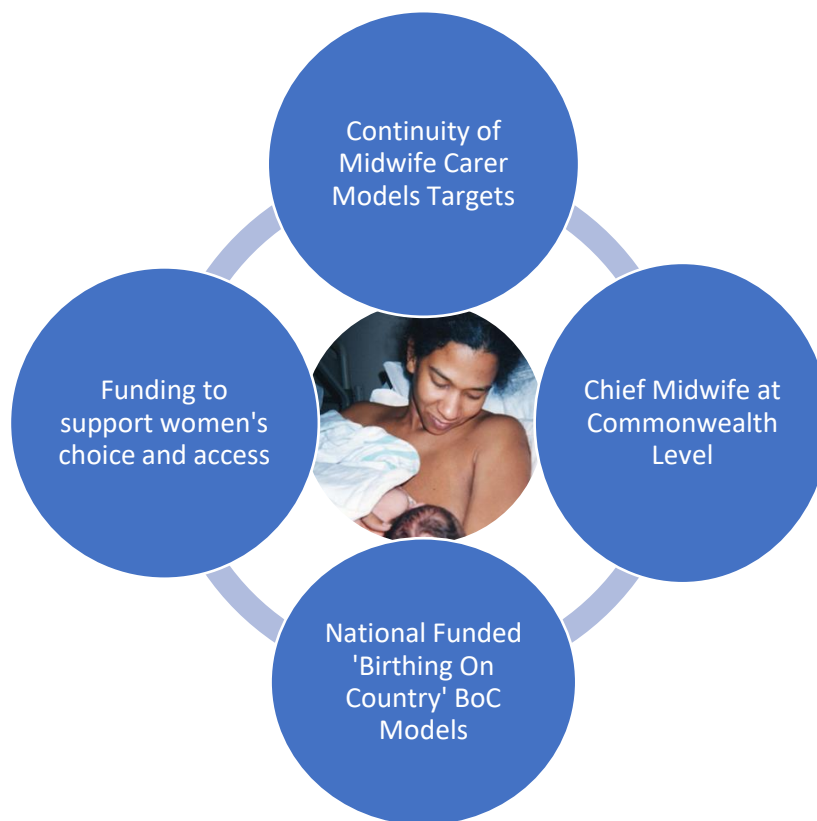 Continuity of
Midwife Carer
Models Targets
Funding to
support women's
choice and access
Chief Midwife at
Commonwealth
Level
National Funded
'Birthing On
Country' BoC
Models